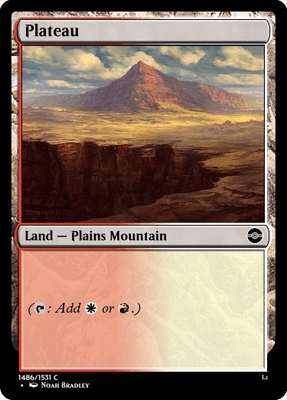 Plateau
Land — Plains Mountain
(: Add or .)
1486/1531 C
Noah Bradley